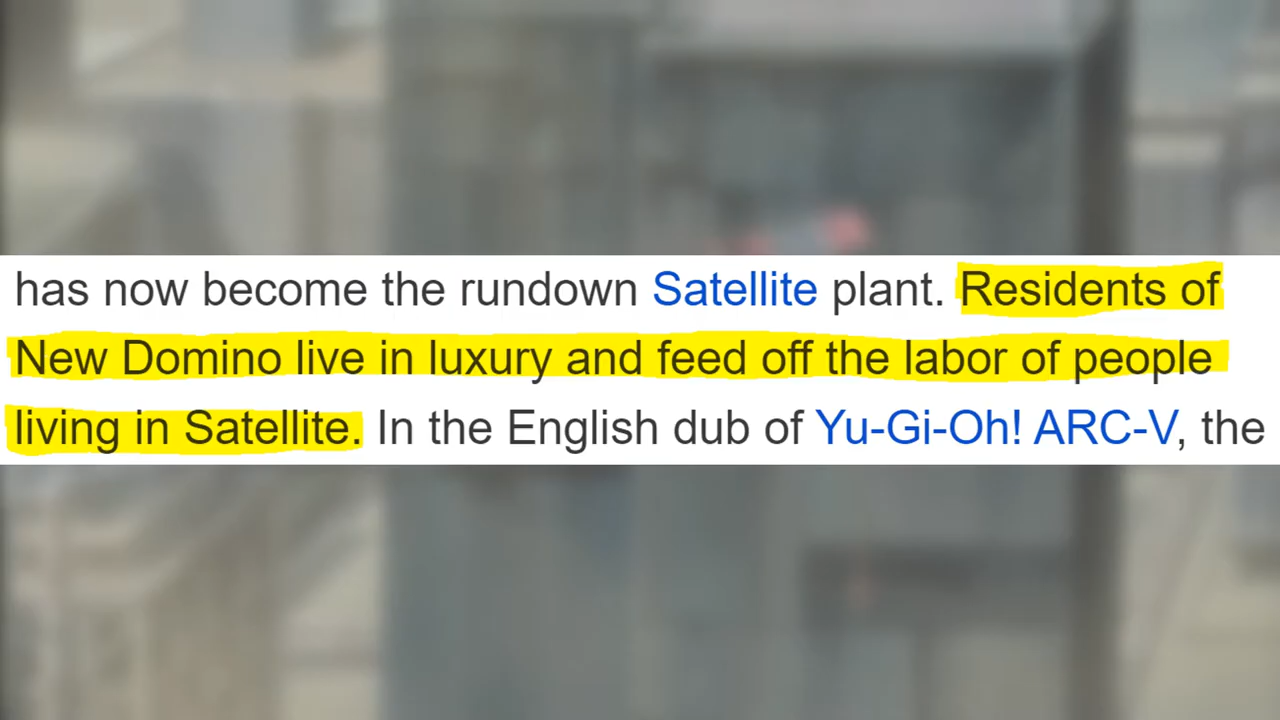 has now become the rundown Satellite plant. Residents of
New Domino live in luxury and feed off the labor of people
living in Satellite. In the English dub of Yu-Gi-Oh! ARC-V, the